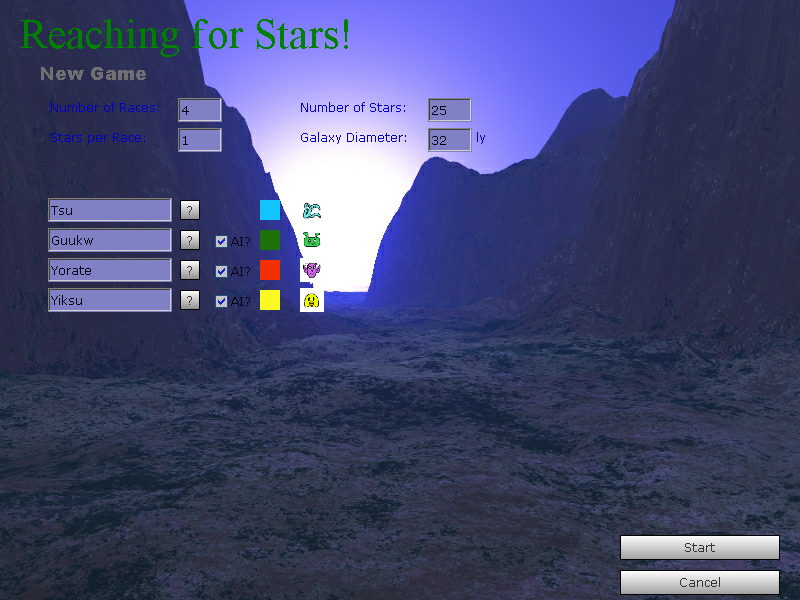 Reaching for Stars!
New Game
Number of Races: 4 Number of Stars: 25
Stars per Race: 1 Galaxy Diameter: 32 ly
Tsu ?
Guukw ? AI?
Yorate ? AI?
Yiksu ? AI?
Start
Cancel